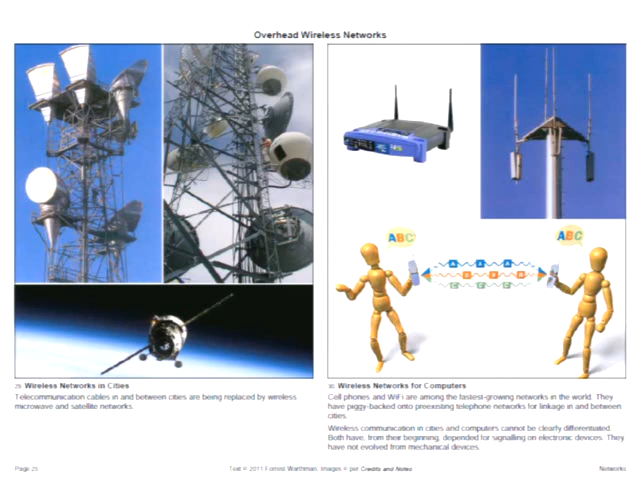 Overhead Wireless Networks
ABC
ABC
A A A
B B B
C C C
29 Wireless Networks in Cities
Telecommunication cables in and between cities are being replaced by wireless
microwave and satellite networks.
30 Wireless Networks for Computers
Cell phones and WiFi are among the fastest-growing networks in the world. They
have piggy-backed onto preexisting telephone networks for linkage in and between
cities.
Wireless communication in cities and computers cannot be clearly differentiated.
Both have, from their beginning, depended for signalling on electronic devices. They
have not evolved from mechanical devices.
Page 25
Text © 2011 Forrest Warthman. Images © per Credits and Notes
Networks